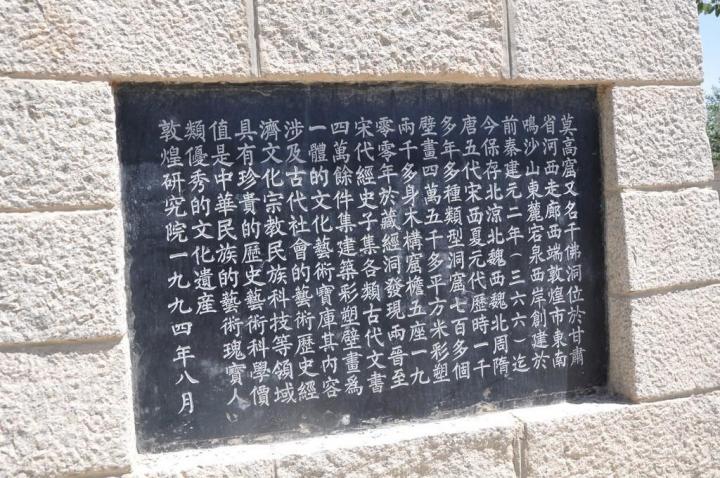 莫高窟又名千佛洞位於甘肅
省河西走廊西端敦煌市東南
鳴沙山東麓宕泉西岸創建於
前秦建元二年(三六六)迄
今保存北涼北魏西魏北周隋
唐五代宋西夏元代歷時一千
多年多種類型洞窟七百多個
壁畫四萬五千多平方米彩塑
兩千多身木構窟檐五座一九
零零年於藏經洞發現兩晉至
宋代經史子集各類古代文書
四萬餘件集建築彩塑壁畫爲
一體的文化藝術寶庫其內容
涉及古代社會的藝術歷史經
濟文化宗教民族科技等領域
具有珍貴的歷史藝術科學價
值是中華民族的藝術瑰寶人
類優秀的文化遺產
敦煌研究院一九九四年八月